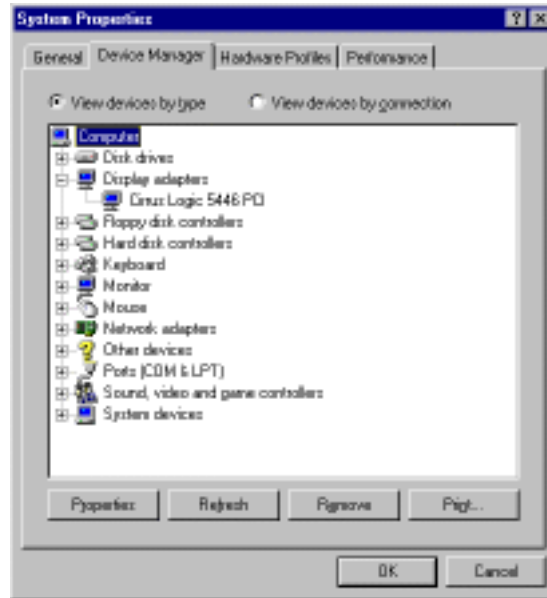 System Properties
General Device Manager Hardware Profiles Performance
View devices by type View devices by connection
Computer
Disk drives
Display adapters
Cirrus Logic 5446 PCI
Floppy disk controllers
Hard disk controllers
Keyboard
Monitor
Mouse
Network adapters
Other devices
Ports (COM & LPT)
Sound, video and game controllers
System devices
Properties Refresh Remove Print...
OK Cancel